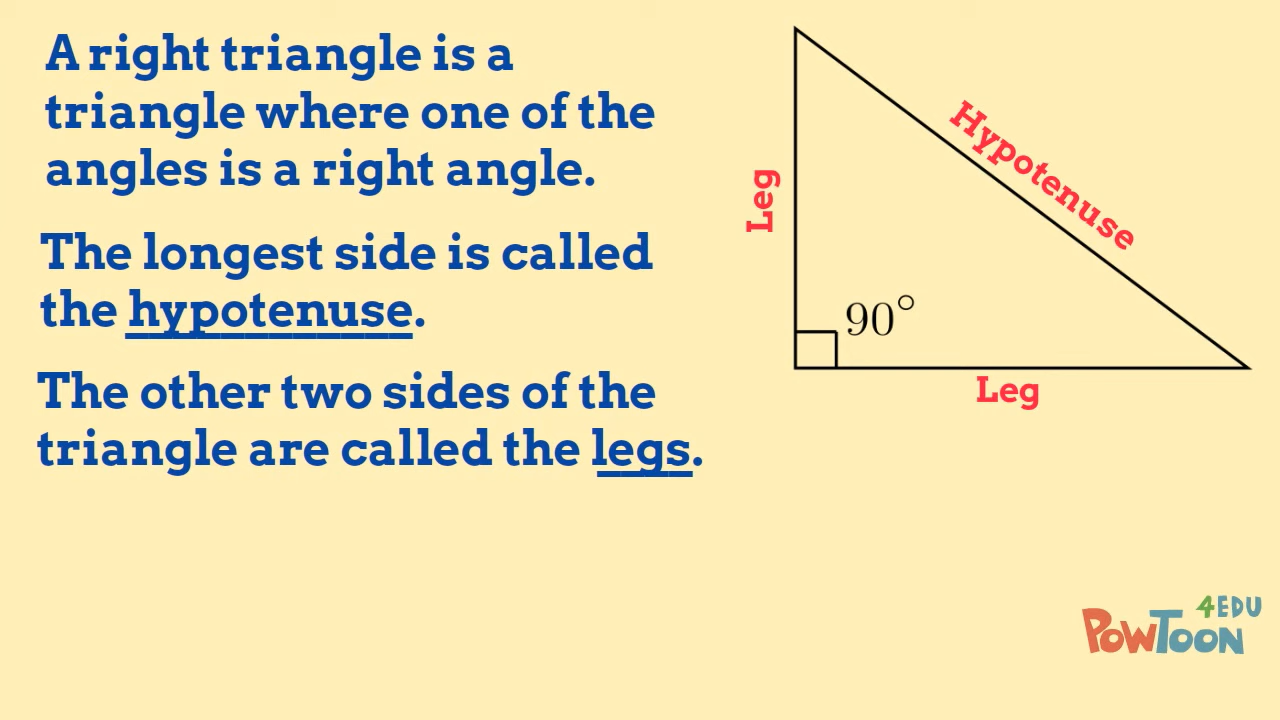 A right triangle is a
triangle where one of the
angles is a right angle.
The longest side is called
the hypotenuse.
The other two sides of the
triangle are called the legs.
Hypotenuse
Leg
90°
Leg
4EDU
POWTOON